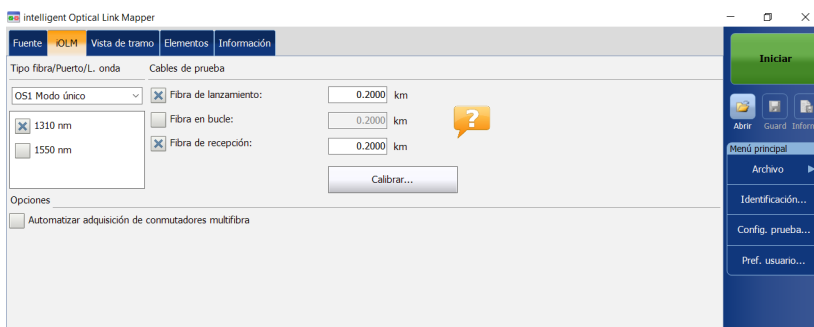 intelligent Optical Link Mapper
Fuente iOLM Vista de tramo Elementos Información
Tipo fibra/Puerto/L. onda Cables de prueba
OS1 Modo único
Fibra de lanzamiento: 0.2000 km
1310 nm
Fibra en bucle: 0.2000 km
1550 nm
Fibra de recepción: 0.2000 km
?
Calibrar...
Opciones
Automatizar adquisición de conmutadores multifibra
Iniciar
Abrir Guard Inform
Menú principal
Archivo
Identificación...
Config. prueba...
Pref. usuario...